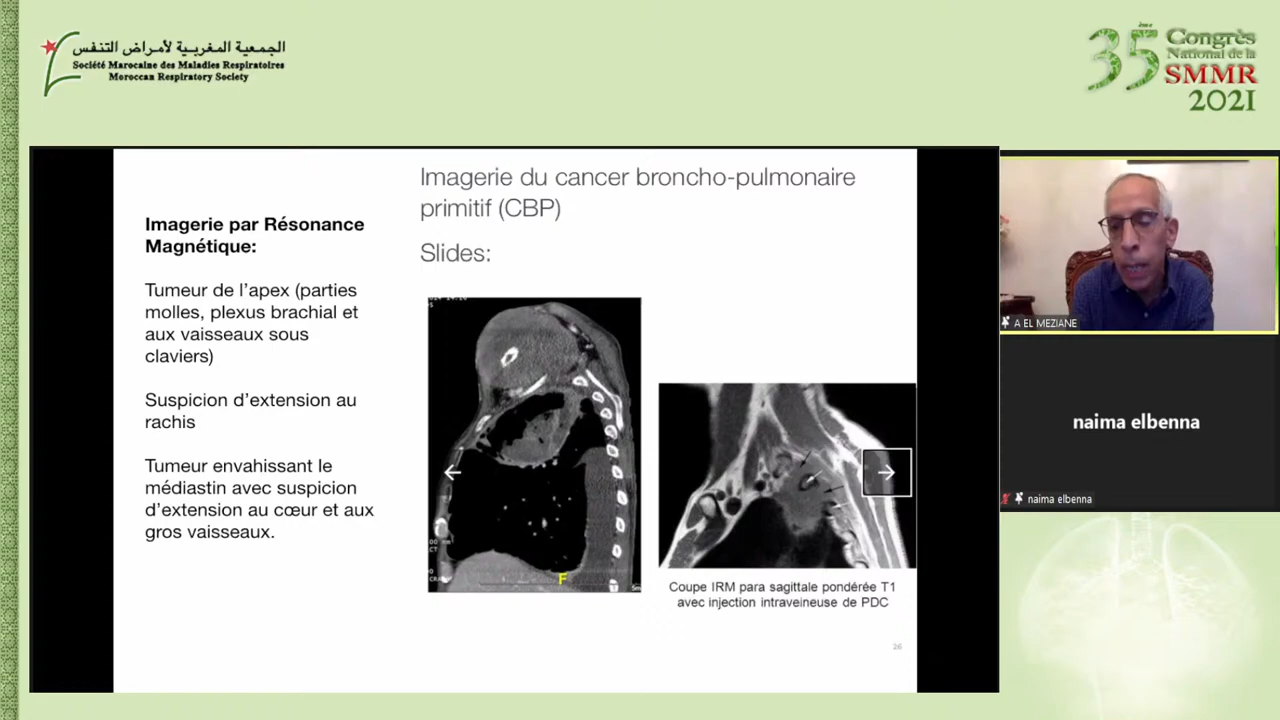 الجمعية المغربية لأمراض التنفس
Société Marocaine des Maladies Respiratoires
Moroccan Respiratory Society
35ème Congrès
National de la
SMMR
2021
Imagerie du cancer broncho-pulmonaire
primitif (CBP)
Slides:
Imagerie par Résonance
Magnétique:
Tumeur de l’apex (parties
molles, plexus brachial et
aux vaisseaux sous
claviers)
Suspicion d’extension au
rachis
Tumeur envahissant le
médiastin avec suspicion
d’extension au cœur et aux
gros vaisseaux.
F
Coupe IRM para sagittale pondérée T1
avec injection intraveineuse de PDC
26
A EL MEZIANE
naima elbenna
naima elbenna